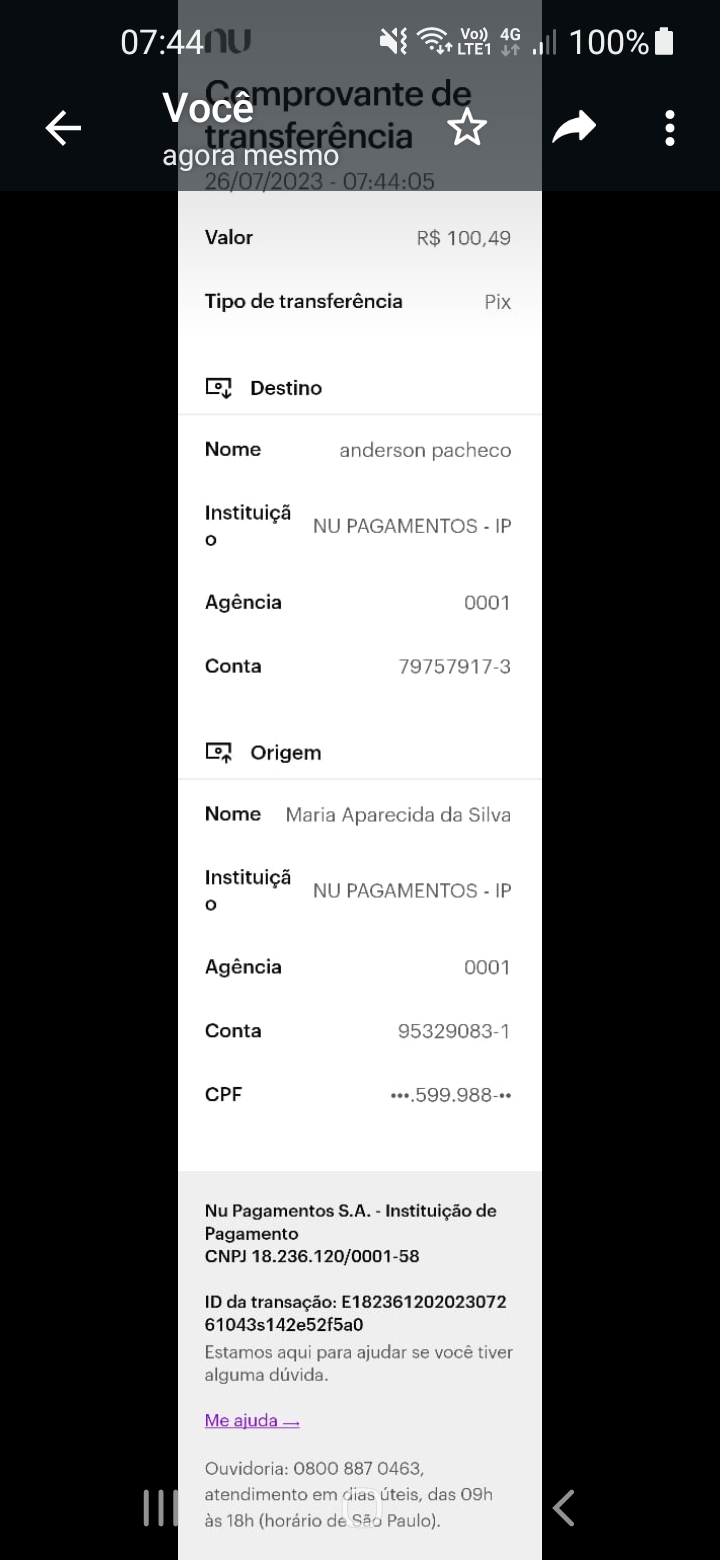 07:44 nu Vo)) LTE1 4G 100%
Comprovante de
Você
transferência
agora mesmo
26/07/2023 - 07:44:05
Valor R$ 100,49
Tipo de transferência Pix
Destino
Nome anderson pacheco
Instituiçã
o NU PAGAMENTOS - IP
Agência 0001
Conta 79757917-3
Origem
Nome Maria Aparecida da Silva
Instituiçã
o NU PAGAMENTOS - IP
Agência 0001
Conta 95329083-1
CPF •••.599.988-••
Nu Pagamentos S.A. - Instituição de
Pagamento
CNPJ 18.236.120/0001-58
ID da transação: E182361202023072
61043s142e52f5a0
Estamos aqui para ajudar se você tiver
alguma dúvida.
Me ajuda →
Ouvidoria: 0800 887 0463,
atendimento em dias úteis, das 09h
às 18h (horário de São Paulo).